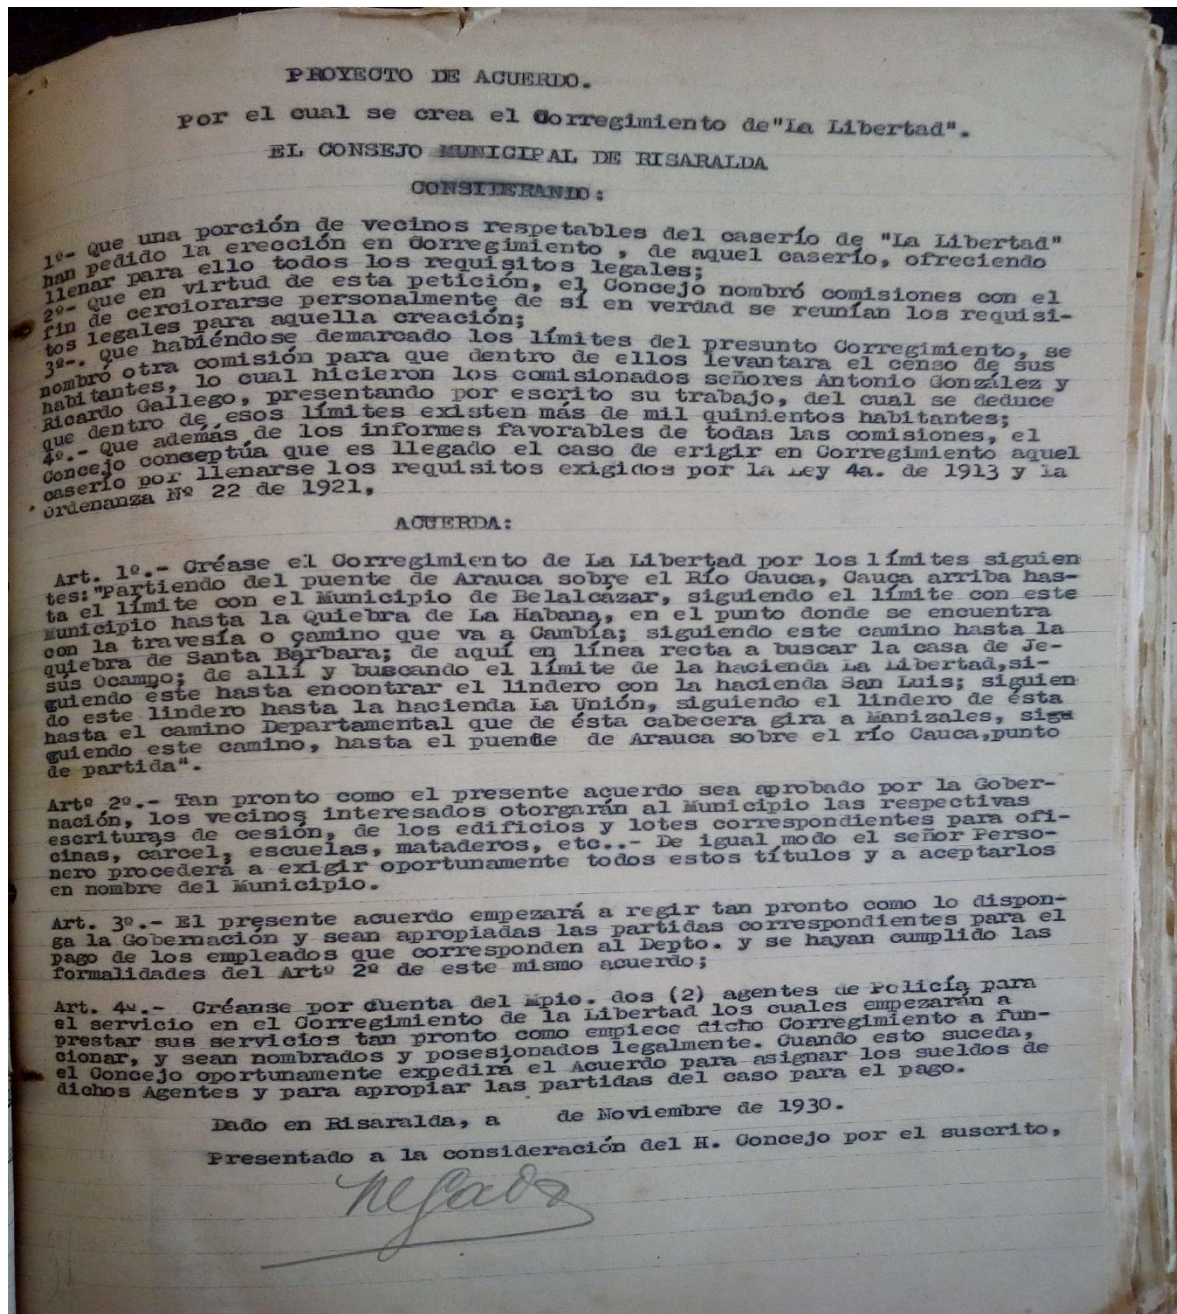 PROYECTO DE ACUERDO.
Por el cual se crea el Corregimiento de"La Libertad".
EL CONSEJO MUNICIPAL DE RISARALDA
CONSIDERANDO:
1º- Que una porción de vecinos respetables del caserío de "La Libertad"
han pedido la erección en Corregimiento , de aquel caserío, ofreciendo
llenar para ello todos los requisitos legales;
2º- Que en virtud de esta petición, el Concejo nombró comisiones con el
fin de cerciorarse personalmente de sí en verdad se reunían los requisi-
tos legales para aquella creación;
3º-. Que habiéndose demarcado los límites del presunto Corregimiento, se
nombró otra comisión para que dentro de ellos levantara el censo de sus
habitantes, lo cual hicieron los comisionados señores Antonio González y
Ricardo Gallego, presentando por escrito su trabajo, del cual se deduce
que dentro de esos límites existen más de mil quinientos habitantes;
4º.- Que además de los informes favorables de todas las comisiones, el
Concejo conceptúa que es llegado el caso de erigir en Corregimiento aquel
caserío por llenarse los requisitos exigidos por la Ley 4a. de 1913 y la
ordenanza Nº 22 de 1921,
ACUERDA:
Art. 1º.- Créase el Corregimiento de La Libertad por los límites siguien
tes:"Partiendo del puente de Arauca sobre el Río Cauca, Cauca arriba has-
ta el límite con el Municipio de Belalcázar, siguiendo el límite con este
Municipio hasta la Quiebra de La Habana, en el punto donde se encuentra
con la travesía o camino que va a Cambía; siguiendo este camino hasta la
quiebra de Santa Bárbara; de aquí en línea recta a buscar la casa de Je-
sús Ocampo; de allí y buscando el límite de la hacienda La Libertad,si-
guiendo éste hasta encontrar el lindero con la hacienda San Luis; siguien
do este lindero hasta la hacienda La Unión, siguiendo el lindero de ésta
hasta el camino Departamental que de ésta cabecera gira a Manizales, sigu
guiendo este camino, hasta el puente de Arauca sobre el río Cauca,punto
de partida".
Artº 2º.- Tan pronto como el presente acuerdo sea aprobado por la Gober-
nación, los vecinos interesados otorgarán al Municipio las respectivas
escrituras de cesión, de los edificios y lotes correspondientes para ofi-
cinas, cárcel, escuelas, mataderos, etc..- De igual modo el señor Perso-
nero procederá a exigir oportunamente todos estos títulos y a aceptarlos
en nombre del Municipio.
Art. 3º.- El presente acuerdo empezará a regir tan pronto como lo dispon-
ga la Gobernación y sean apropiadas las partidas correspondientes para el
pago de los empleados que corresponden al Depto. y se hayan cumplido las
formalidades del Artº 2º de este mismo acuerdo;
Art. 4º.- Créanse por cuenta del Mpio. dos (2) agentes de Policía para
el servicio en el Corregimiento de la Libertad los cuales empezarán a
prestar sus servicios tan pronto como empiece dicho Corregimiento a fun-
cionar, y sean nombrados y posesionados legalmente. Cuando esto suceda,
el Concejo oportunamente expedirá el Acuerdo para asignar los sueldos de
dichos Agentes y para apropiar las partidas del caso para el pago.
Dado en Risaralda, a de Noviembre de 1930.
Presentado a la consideración del H. Concejo por el suscrito,
Negado